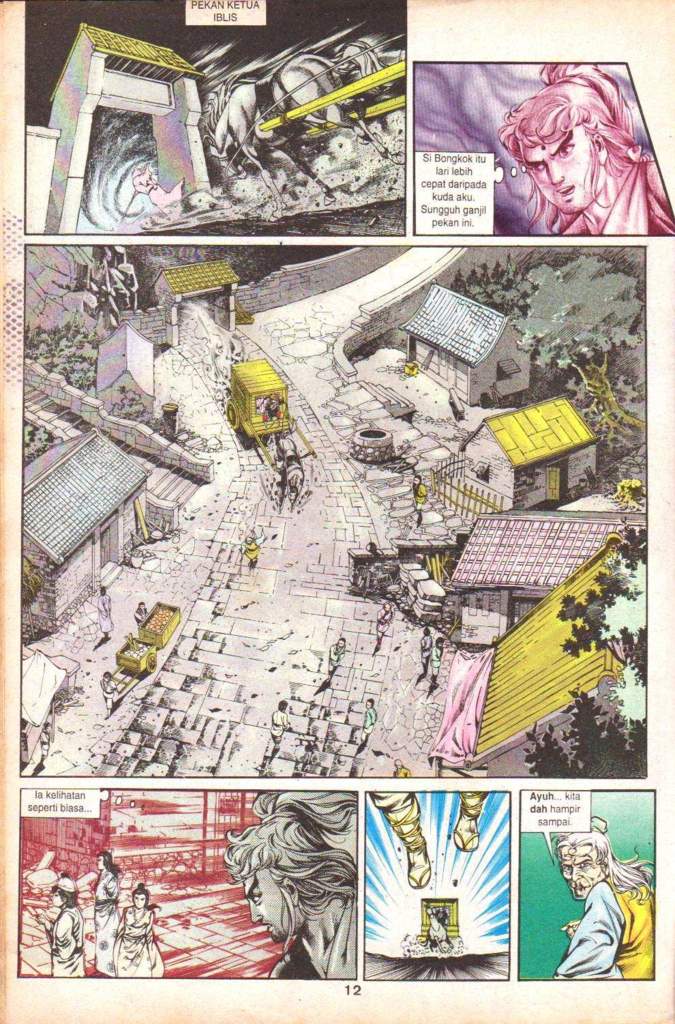 PEKAN KETUA
IBLIS
Si Bongkok itu
lari lebih
cepat daripada
kuda aku.
Sungguh ganjil
pekan ini.
Ia kelihatan
seperti biasa...
Ayuh... kita
dah hampir
sampai.
12